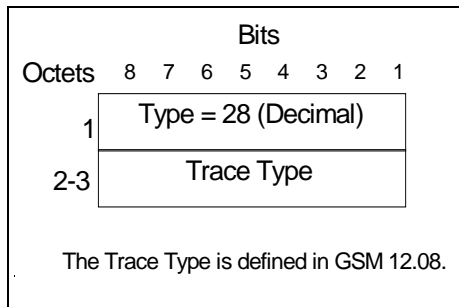 Bits
Octets 8 7 6 5 4 3 2 1
1 Type = 28 (Decimal)
2-3 Trace Type
The Trace Type is defined in GSM 12.08.